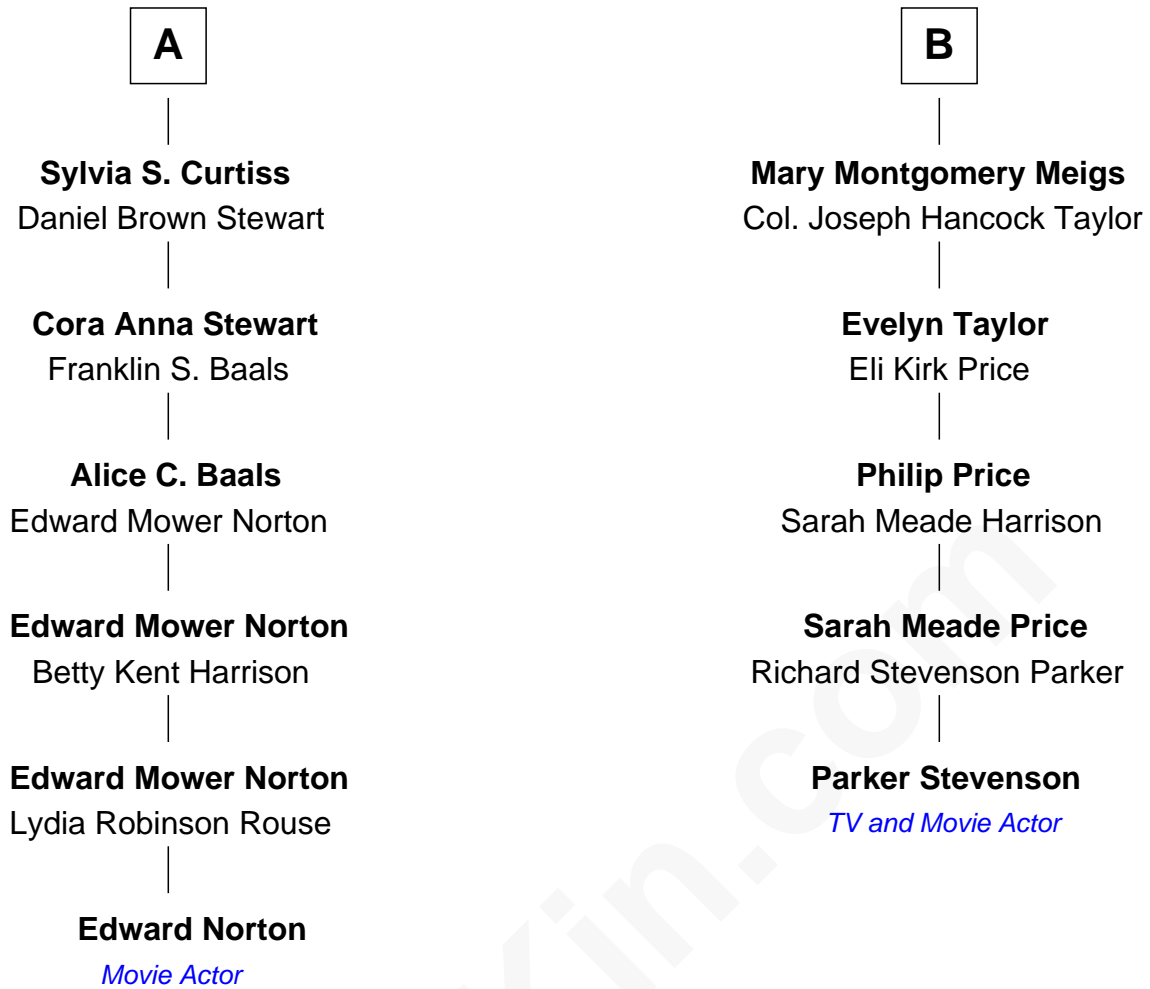 A
Sylvia S. Curtiss
Daniel Brown Stewart
Cora Anna Stewart
Franklin S. Baals
Alice C. Baals
Edward Mower Norton
Edward Mower Norton
Betty Kent Harrison
Edward Mower Norton
Lydia Robinson Rouse
Edward Norton
Movie Actor
B
Mary Montgomery Meigs
Col. Joseph Hancock Taylor
Evelyn Taylor
Eli Kirk Price
Philip Price
Sarah Meade Harrison
Sarah Meade Price
Richard Stevenson Parker
Parker Stevenson
TV and Movie Actor
Kin.com